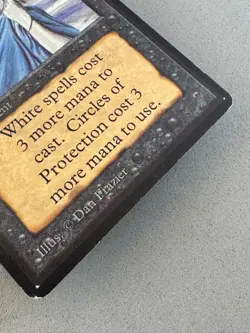 White spells cost
3 more mana to
cast. Circles of
Protection cost 3
more mana to use.
Illus. © Dan Frazier